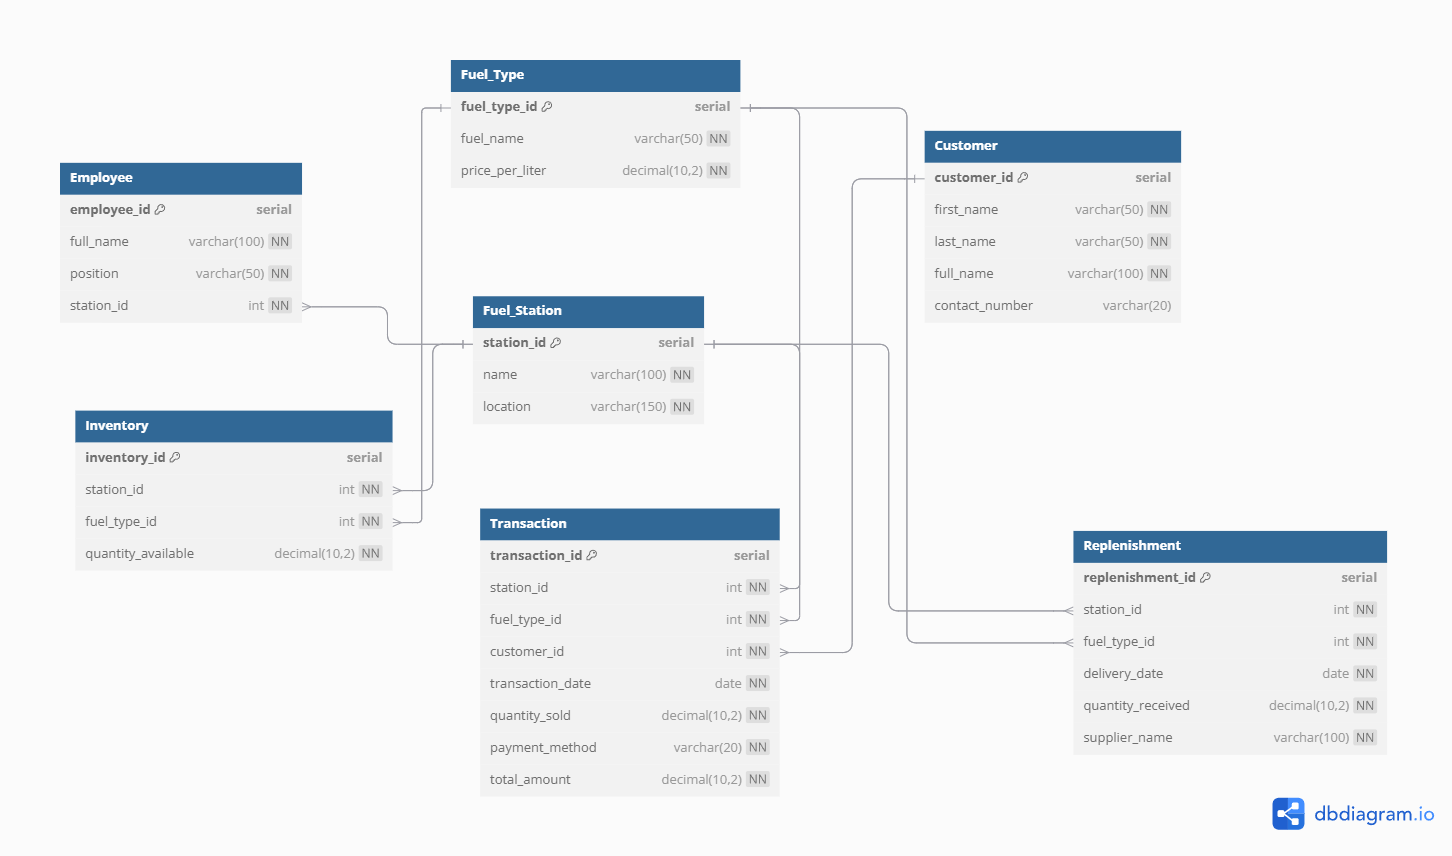 Fuel_Type
fuel_type_id serial
fuel_name varchar(50) NN
price_per_liter decimal(10,2) NN
Employee
employee_id serial
full_name varchar(100) NN
position varchar(50) NN
station_id int NN
Customer
customer_id serial
first_name varchar(50) NN
last_name varchar(50) NN
full_name varchar(100) NN
contact_number varchar(20)
Fuel_Station
station_id serial
name varchar(100) NN
location varchar(150) NN
Inventory
inventory_id serial
station_id int NN
fuel_type_id int NN
quantity_available decimal(10,2) NN
Transaction
transaction_id serial
station_id int NN
fuel_type_id int NN
customer_id int NN
transaction_date date NN
quantity_sold decimal(10,2) NN
payment_method varchar(20) NN
total_amount decimal(10,2) NN
Replenishment
replenishment_id serial
station_id int NN
fuel_type_id int NN
delivery_date date NN
quantity_received decimal(10,2) NN
supplier_name varchar(100) NN
dbdiagram.io